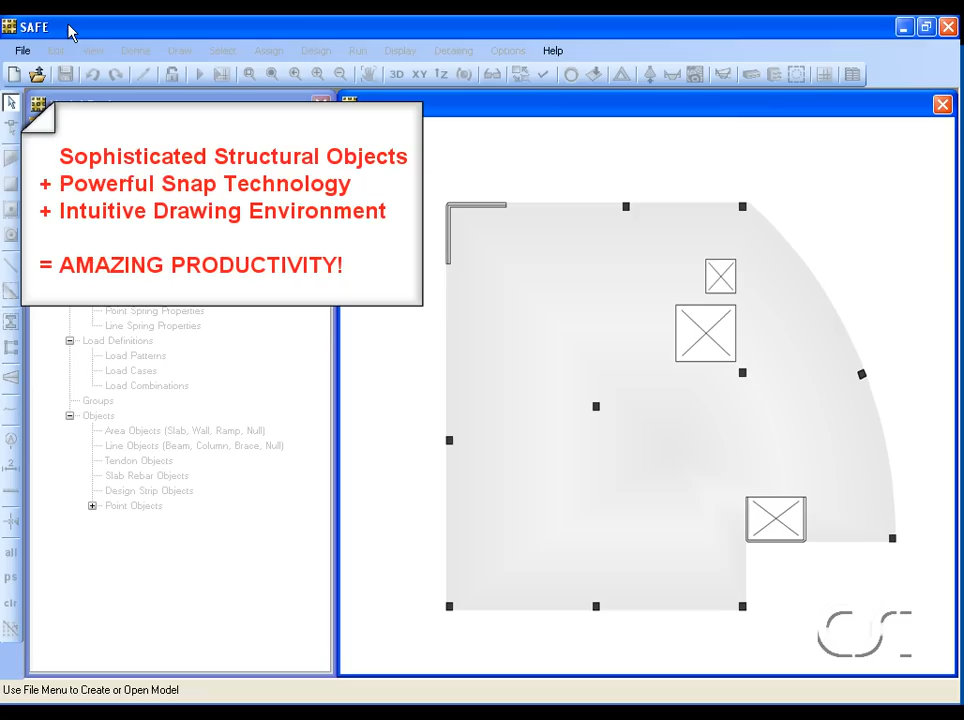 SAFE
File Edit View Define Draw Select Assign Design Run Display Detailing Options Help
3D XY
Sophisticated Structural Objects
+ Powerful Snap Technology
+ Intuitive Drawing Environment
= AMAZING PRODUCTIVITY!
Point Spring Properties
Line Spring Properties
Load Definitions
Load Patterns
Load Cases
Load Combinations
Groups
Objects
Area Objects (Slab, Wall, Ramp, Null)
Line Objects (Beam, Column, Brace, Null)
Tendon Objects
Slab Rebar Objects
Design Strip Objects
Point Objects
all
ps
clr
CSI
Use File Menu to Create or Open Model